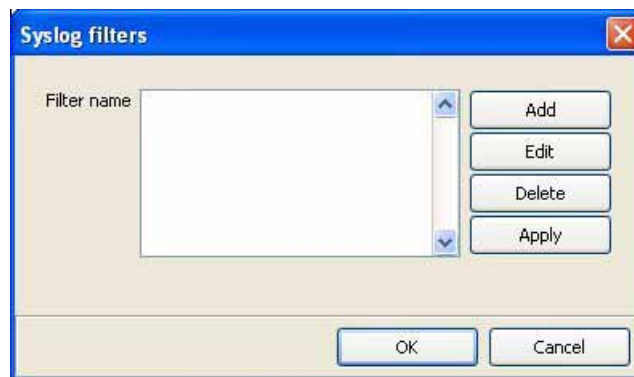 Syslog filters
Filter name
Add
Edit
Delete
Apply
OK
Cancel